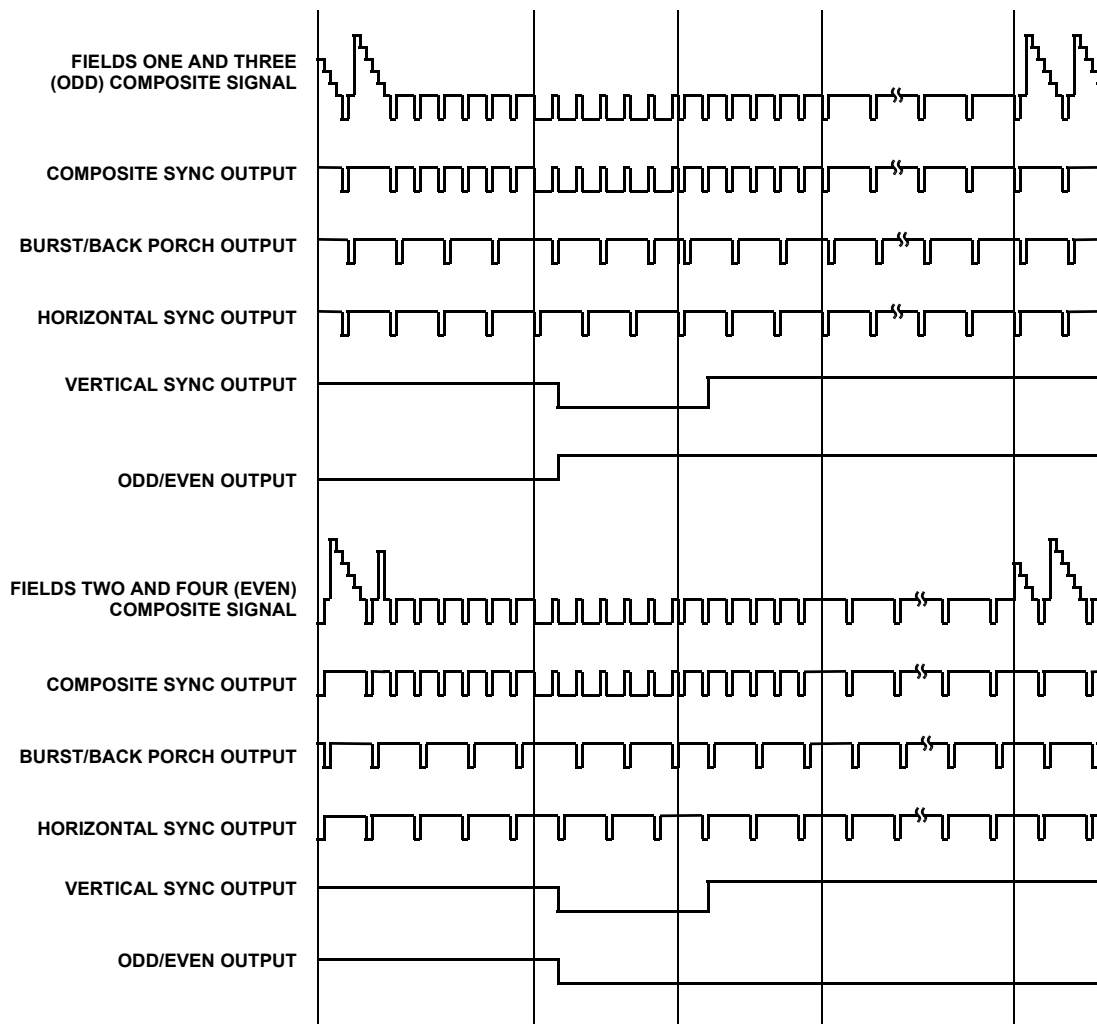 FIELDS ONE AND THREE
(ODD) COMPOSITE SIGNAL
COMPOSITE SYNC OUTPUT
BURST/BACK PORCH OUTPUT
HORIZONTAL SYNC OUTPUT
VERTICAL SYNC OUTPUT
ODD/EVEN OUTPUT
FIELDS TWO AND FOUR (EVEN)
COMPOSITE SIGNAL
COMPOSITE SYNC OUTPUT
BURST/BACK PORCH OUTPUT
HORIZONTAL SYNC OUTPUT
VERTICAL SYNC OUTPUT
ODD/EVEN OUTPUT